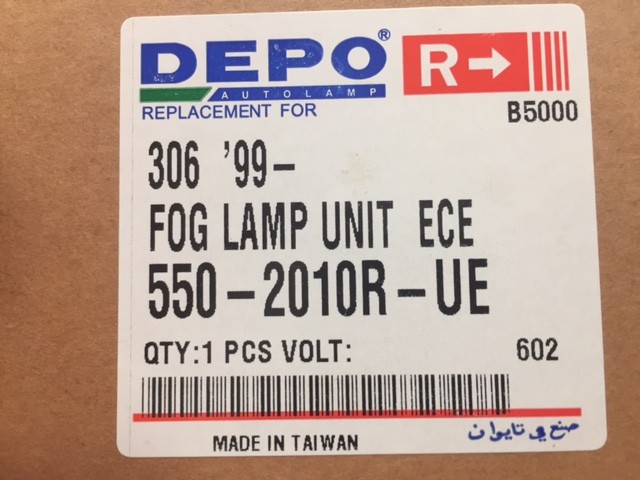 DEPO®
AUTOLAMP
R→
REPLACEMENT FOR
B5000
306 '99-
FOG LAMP UNIT ECE
550-2010R-UE
QTY:1 PCS VOLT:
602
MADE IN TAIWAN
صنع في تايوان